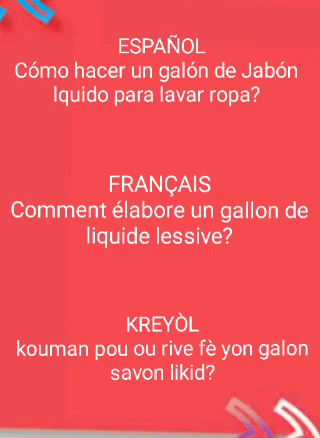 ESPAÑOL
Cómo hacer un galón de Jabón
lquido para lavar ropa?
FRANÇAIS
Comment élabore un gallon de
liquide lessive?
KREYÒL
kouman pou ou rive fè yon galon
savon likid?